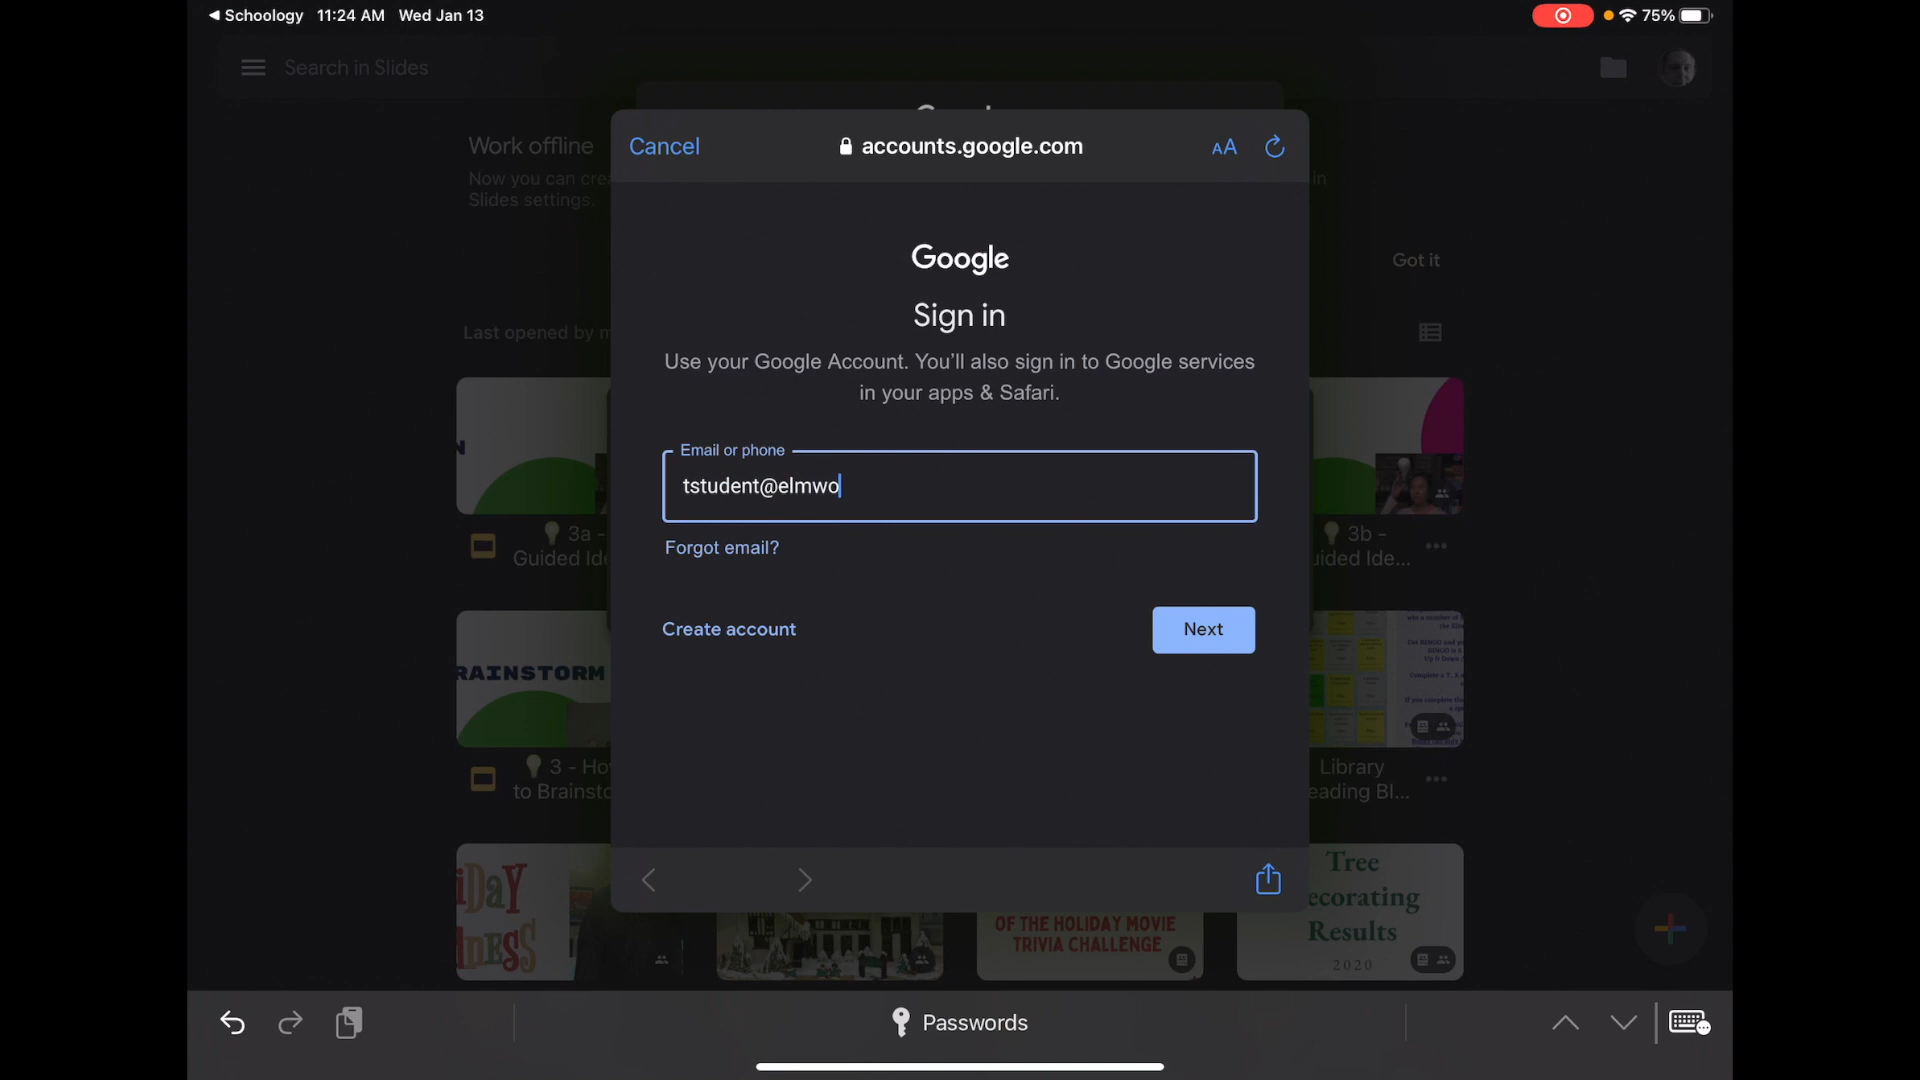 Schoology 11:24 AM Wed Jan 13
75%
Search in Slides
Work offline
Now you can cre
in
Slides settings.
Cancel
accounts.google.com
AA
Google
Sign in
Use your Google Account. You'll also sign in to Google services
in your apps & Safari.
Got it
Last opened by m
Email or phone
tstudent@elmwo
Forgot email?
Create account
Next
3a -
Guided Ide
3b -
uided Ide...
RAINSTORM
3 - Ho
to Brainsto
Library
eading Bl...
iDaY
DNESS
OF THE HOLIDAY MOVIE
TRIVIA CHALLENGE
Tree
ecorating
Results
2020
Passwords